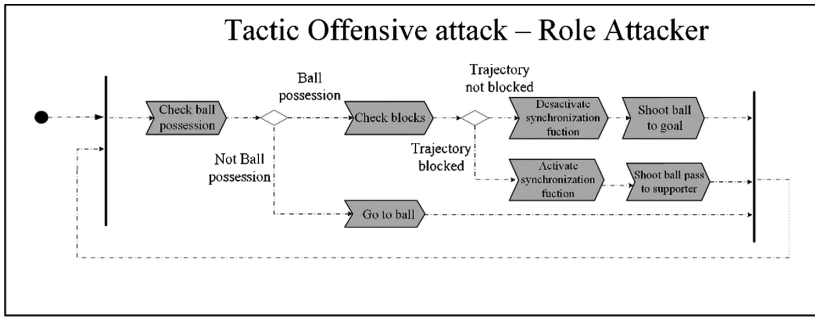 Tactic Offensive attack – Role Attacker
Ball
possession
Trajectory
not blocked
Check ball
possession
Check blocks
Desactivate
synchronization
fuction
Shoot ball
to goal
Not Ball
possession
Trajectory
blocked
Activate
synchronization
fuction
Shoot ball pass
to supporter
Go to ball